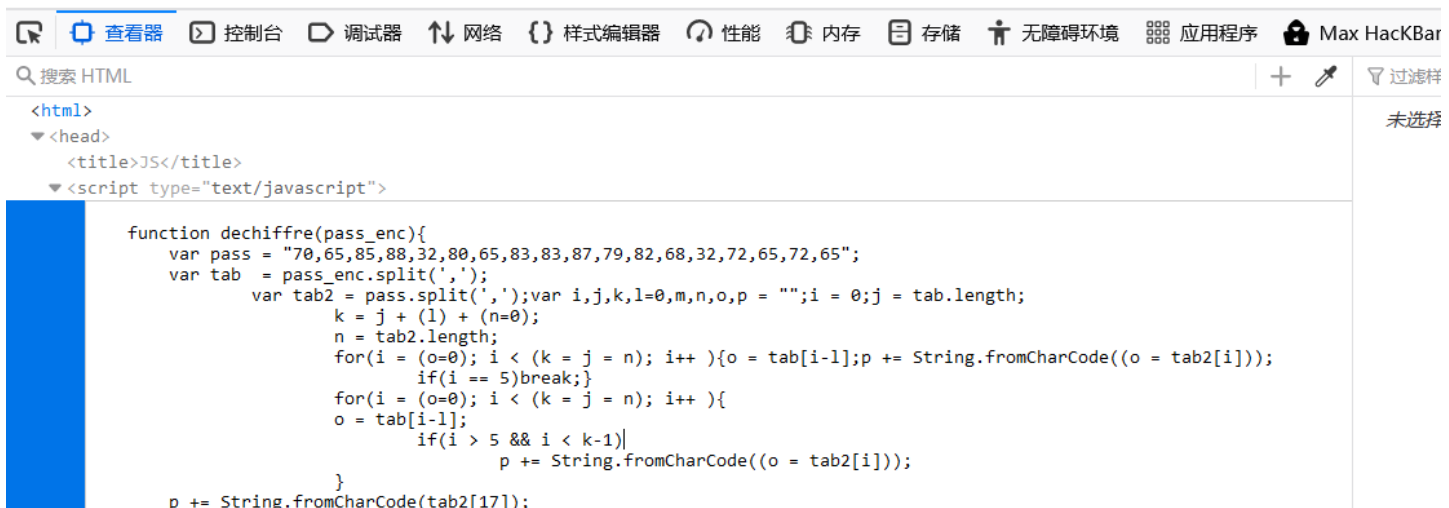 查看器 控制台 调试器 网络 {} 样式编辑器 性能 内存 存储 无障碍环境 应用程序 Max HacKBar
搜索 HTML + 过滤样
<html> 未选择
<head>
<title>JS</title>
<script type="text/javascript">
function dechiffre(pass_enc){
var pass = "70,65,85,88,32,80,65,83,83,87,79,82,68,32,72,65,72,65";
var tab  = pass_enc.split(',');
var tab2 = pass.split(',');var i,j,k,l=0,m,n,o,p = "";i = 0;j = tab.length;
k = j + (l) + (n=0);
n = tab2.length;
for(i = (o=0); i < (k = j = n); i++ ){o = tab[i-l];p += String.fromCharCode((o = tab2[i]));
if(i == 5)break;}
for(i = (o=0); i < (k = j = n); i++ ){
o = tab[i-l];
if(i > 5 && i < k-1)
p += String.fromCharCode((o = tab2[i]));
}
p += String.fromCharCode(tab2[17]);